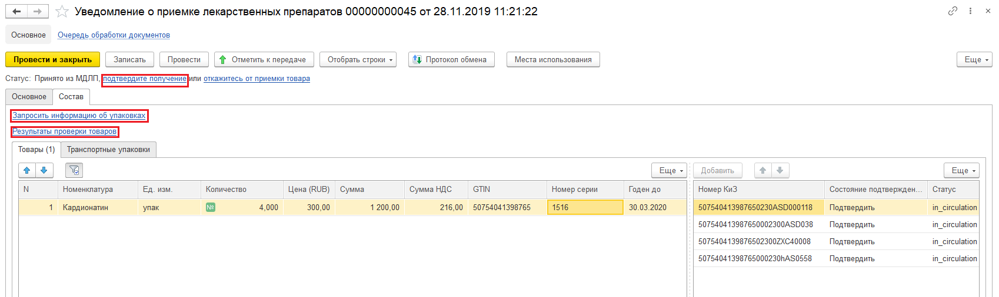 Уведомление о приемке лекарственных препаратов 00000000045 от 28.11.2019 11:21:22
Основное Очередь обработки документов
Провести и закрыть Записать Провести Отметить к передаче Отобрать строки Протокол обмена Места использования Еще
Статус: Принято из МДЛП, подтвердите получение или откажитесь от приемки товара
Основное Состав
Запросить информацию об упаковках
Результаты проверки товаров
Товары (1) Транспортные упаковки
Еще Добавить Еще
N Номенклатура Ед. изм. Количество Цена (RUB) Сумма Сумма НДС GTIN Номер серии Годен до Номер КиЗ Состояние подтвержден... Статус
1 Кардионатин упак № 4,000 300,00 1 200,00 216,00 50754041398765 1516 30.03.2020 507540413987650230ASD000118 Подтвердить in_circulation
507540413987650002300ASD038 Подтвердить in_circulation
5075404139876502300ZXC40008 Подтвердить in_circulation
50754041398765000230hAS0558 Подтвердить in_circulation